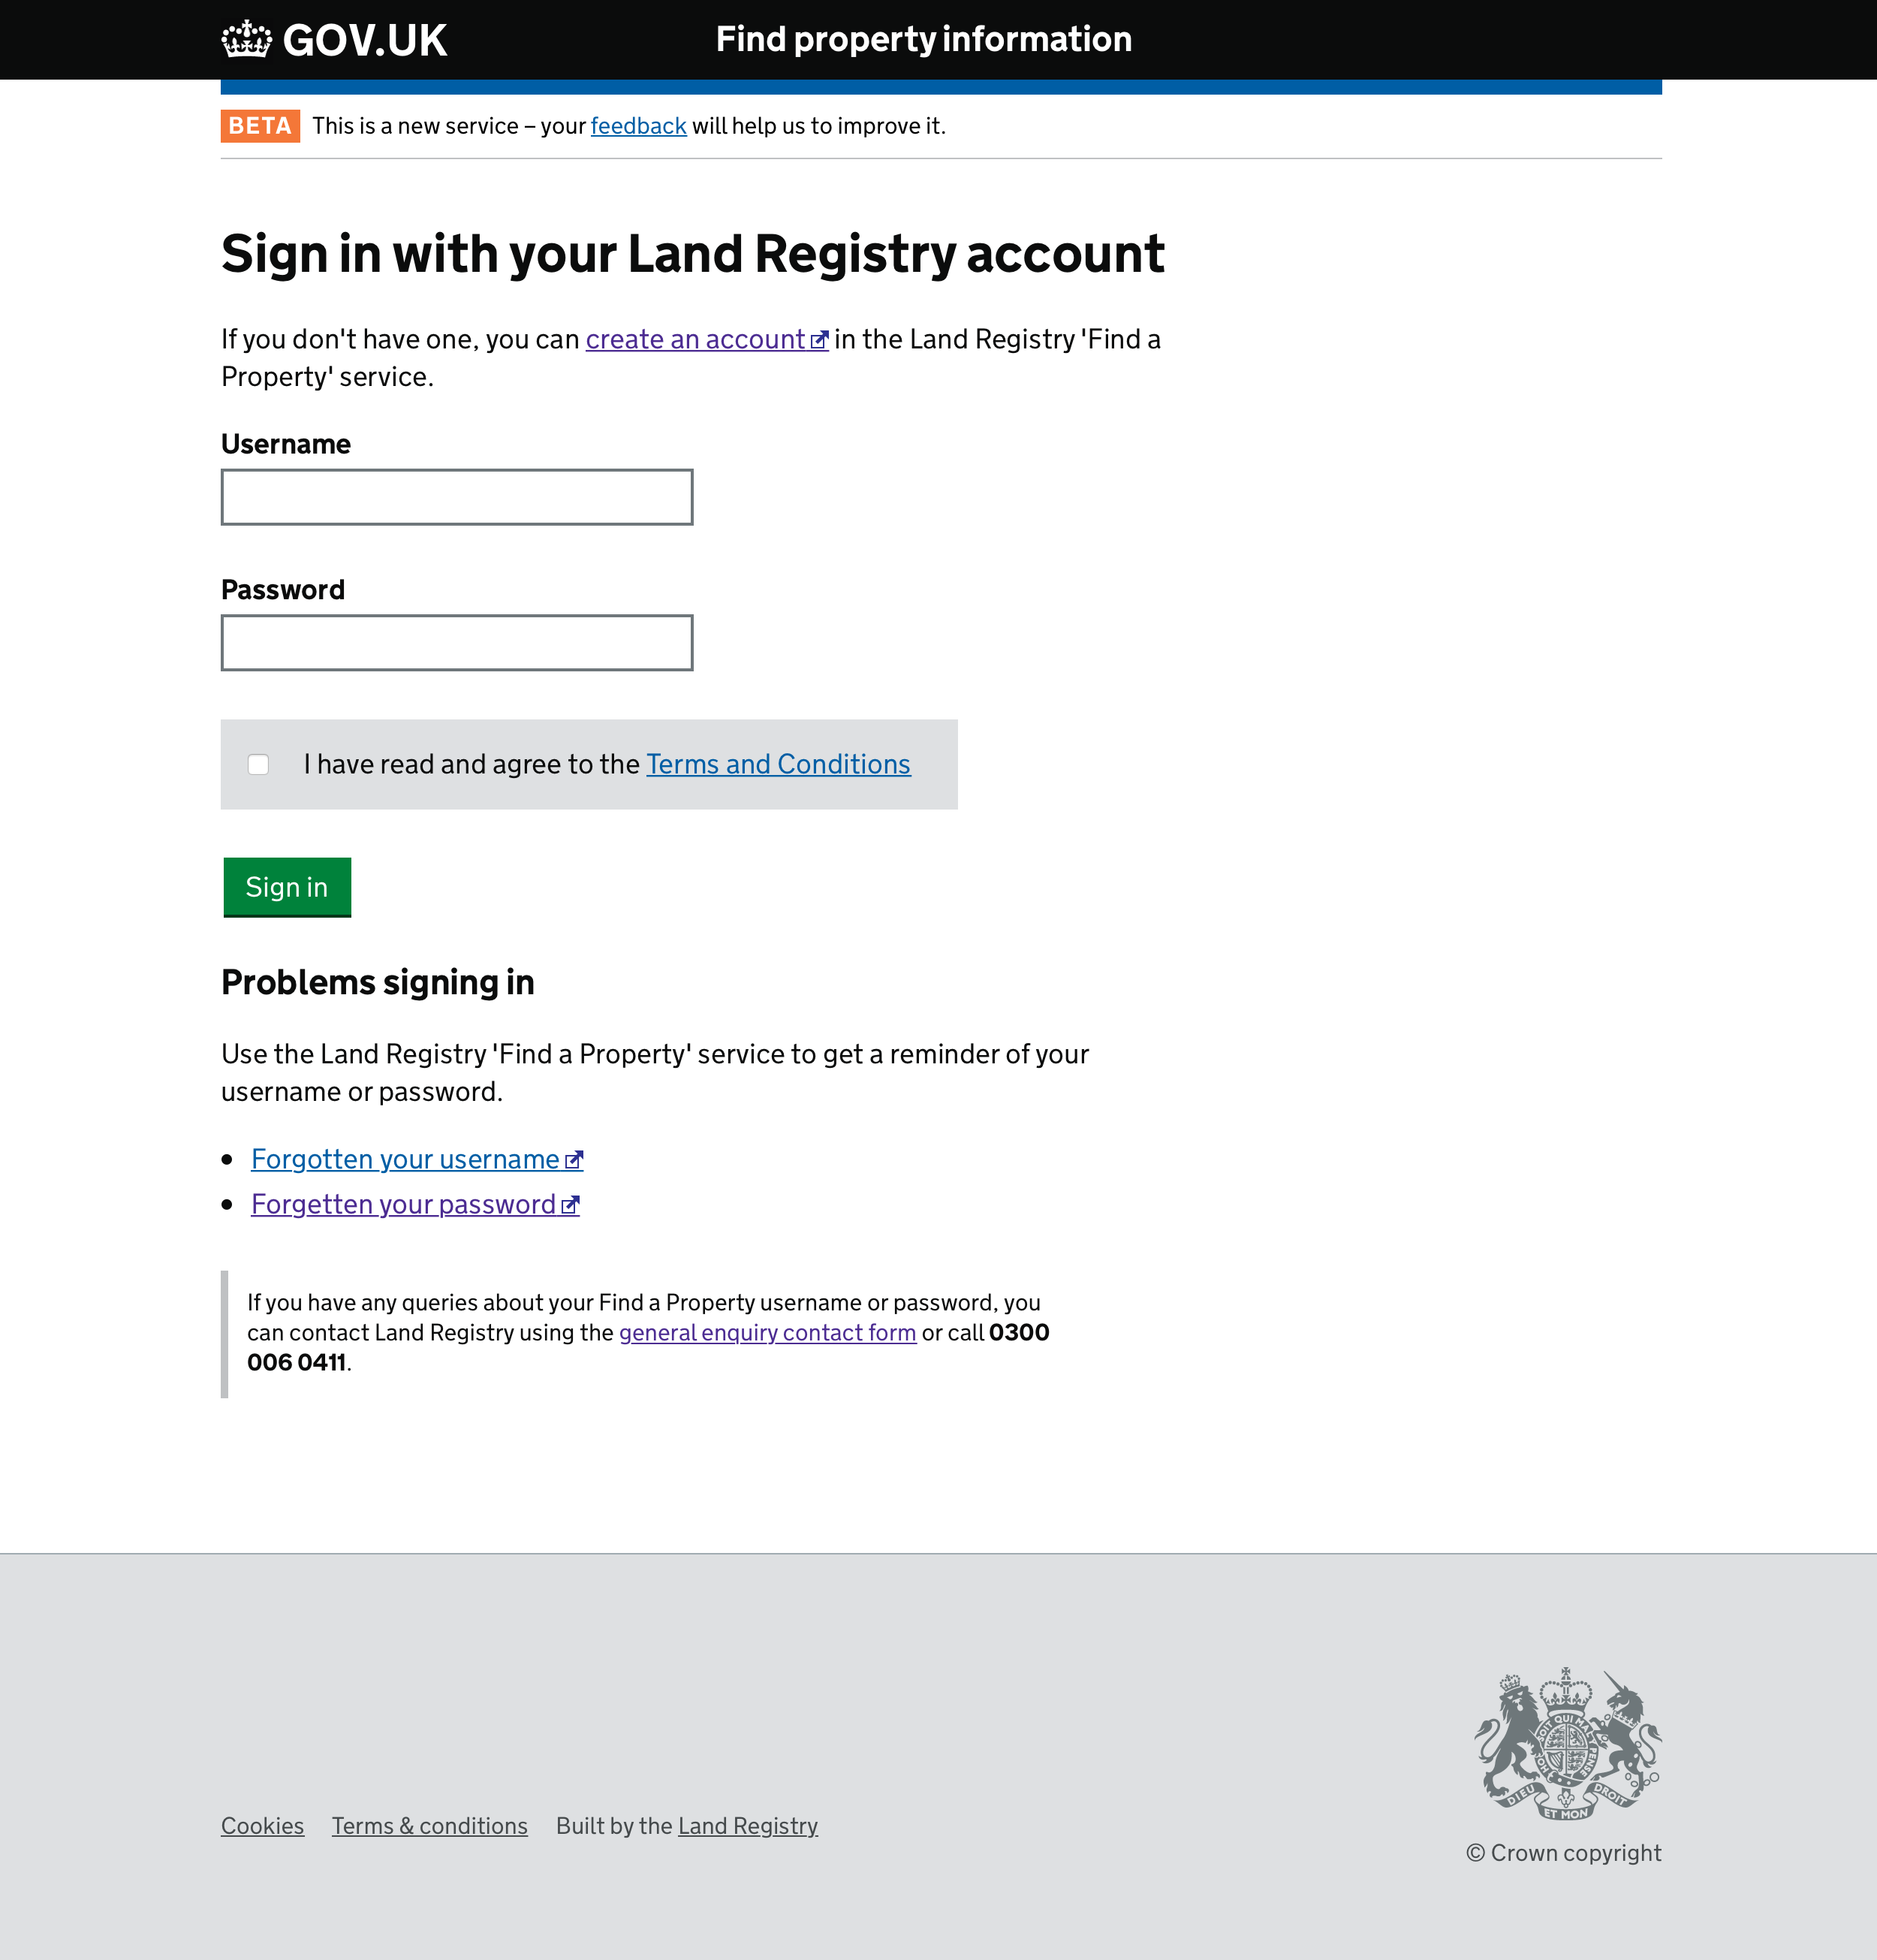 GOV.UK
Find property information
BETA This is a new service – your feedback will help us to improve it.
Sign in with your Land Registry account
If you don't have one, you can create an account in the Land Registry 'Find a
Property' service.
Username
Password
I have read and agree to the Terms and Conditions
Sign in
Problems signing in
Use the Land Registry 'Find a Property' service to get a reminder of your
username or password.
Forgotten your username
Forgetten your password
If you have any queries about your Find a Property username or password, you
can contact Land Registry using the general enquiry contact form or call 0300
006 0411.
SOIT QUI MAL
HON
PENSE
DIEU ET MON DROIT
Cookies Terms & conditions Built by the Land Registry
© Crown copyright